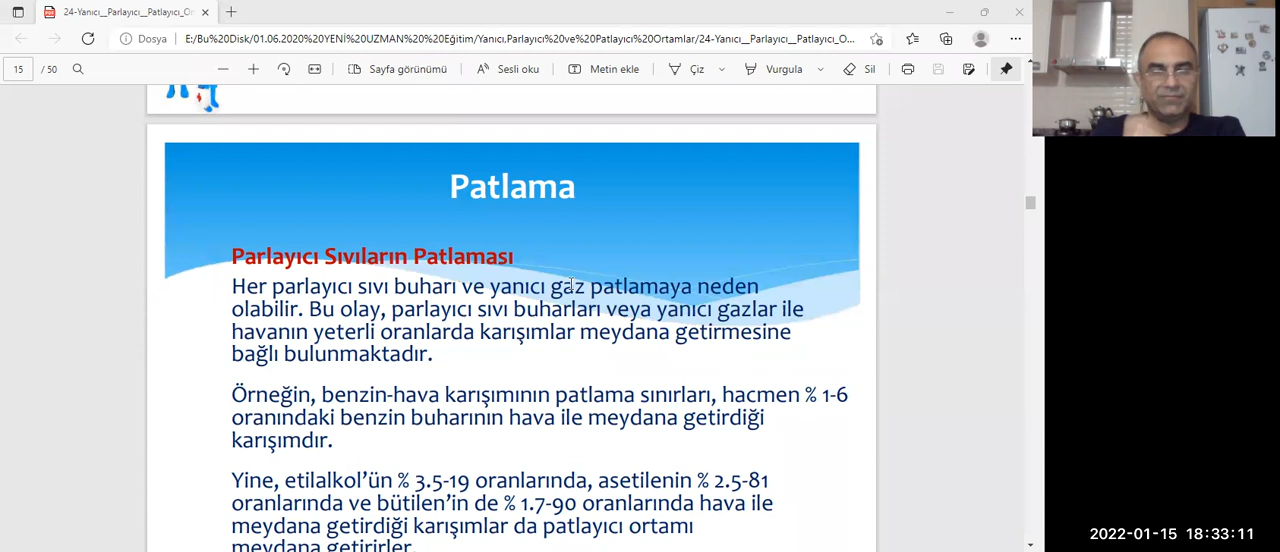 24-Yanıcı__Parlayıcı__Patlayıcı_Or
Dosya
E:/Bu%20Disk/01.06.2020%20YENİ%20UZMAN%20%20Eğitim/Yanıcı.Parlayıcı%20ve%20Patlayıcı%20Ortamlar/24-Yanıcı__Parlayıcı__Patlayıcı_O...
15 / 50
Sayfa görünümü
Sesli oku
Metin ekle
Çiz
Vurgula
Sil
Patlama
Parlayıcı Sıvıların Patlaması
Her parlayıcı sıvı buharı ve yanıcı gaz patlamaya neden
olabilir. Bu olay, parlayıcı sıvı buharları veya yanıcı gazlar ile
havanın yeterli oranlarda karışımlar meydana getirmesine
bağlı bulunmaktadır.
Örneğin, benzin-hava karışımının patlama sınırları, hacmen % 1-6
oranındaki benzin buharının hava ile meydana getirdiği
karışımdır.
Yine, etilalkol’ün % 3.5-19 oranlarında, asetilenin % 2.5-81
oranlarında ve bütilen’in de % 1.7-90 oranlarında hava ile
meydana getirdiği karışımlar da patlayıcı ortamı
meydana getirirler.
2022-01-15 18:33:11